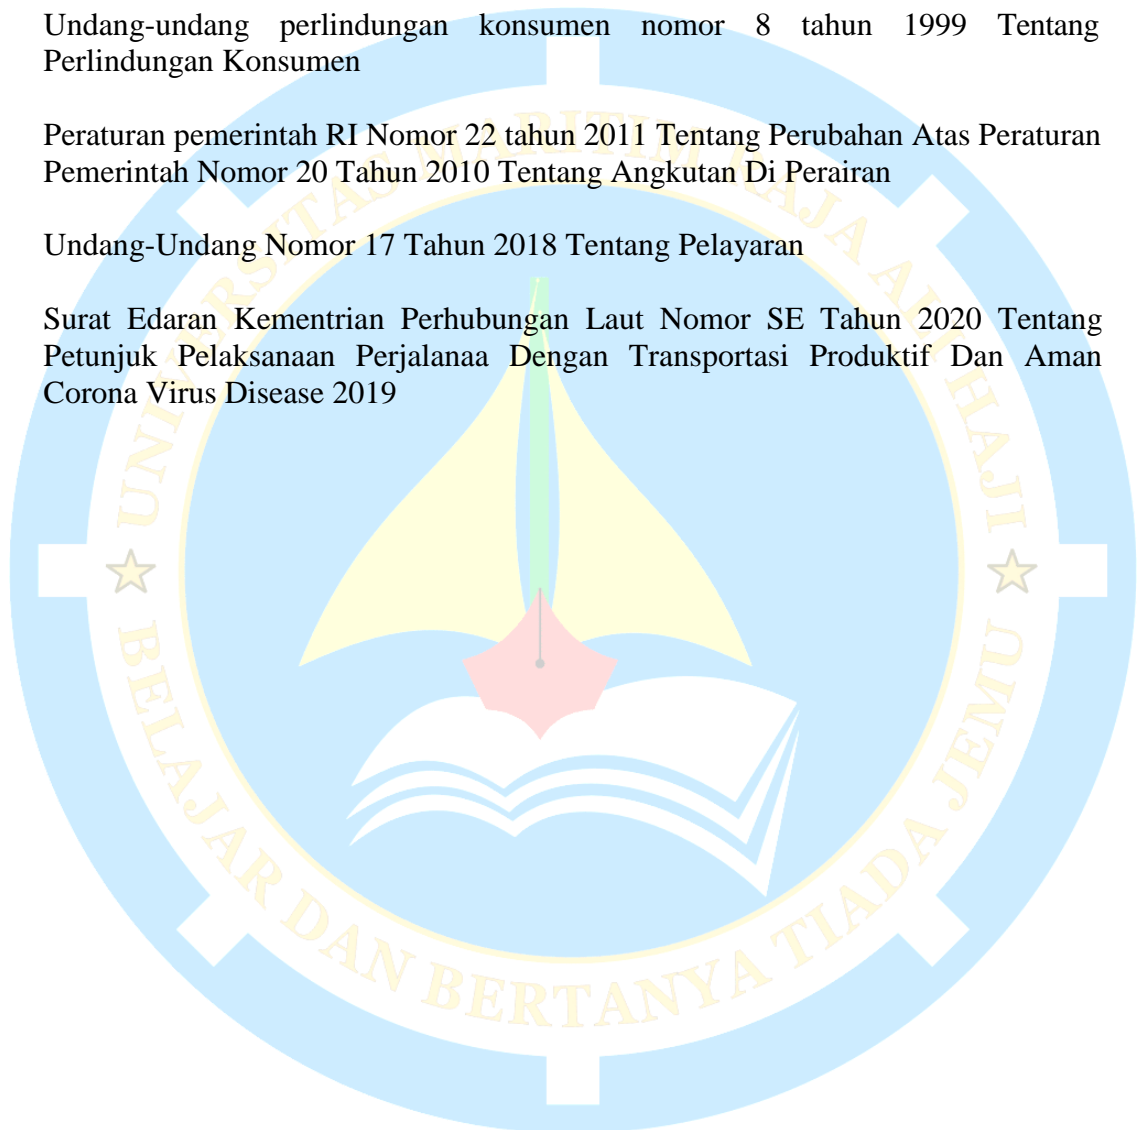 Undang-undang perlindungan konsumen nomor 8 tahun 1999 Tentang
Perlindungan Konsumen
Peraturan pemerintah RI Nomor 22 tahun 2011 Tentang Perubahan Atas Peraturan
Pemerintah Nomor 20 Tahun 2010 Tentang Angkutan Di Perairan
Undang-Undang Nomor 17 Tahun 2018 Tentang Pelayaran
Surat Edaran Kementrian Perhubungan Laut Nomor SE Tahun 2020 Tentang
Petunjuk Pelaksanaan Perjalanaa Dengan Transportasi Produktif Dan Aman
Corona Virus Disease 2019
UNIVERSITAS MARITIM RAJA ALI HAJI
BELAJAR DAN BERTANYA TIADA JEMU